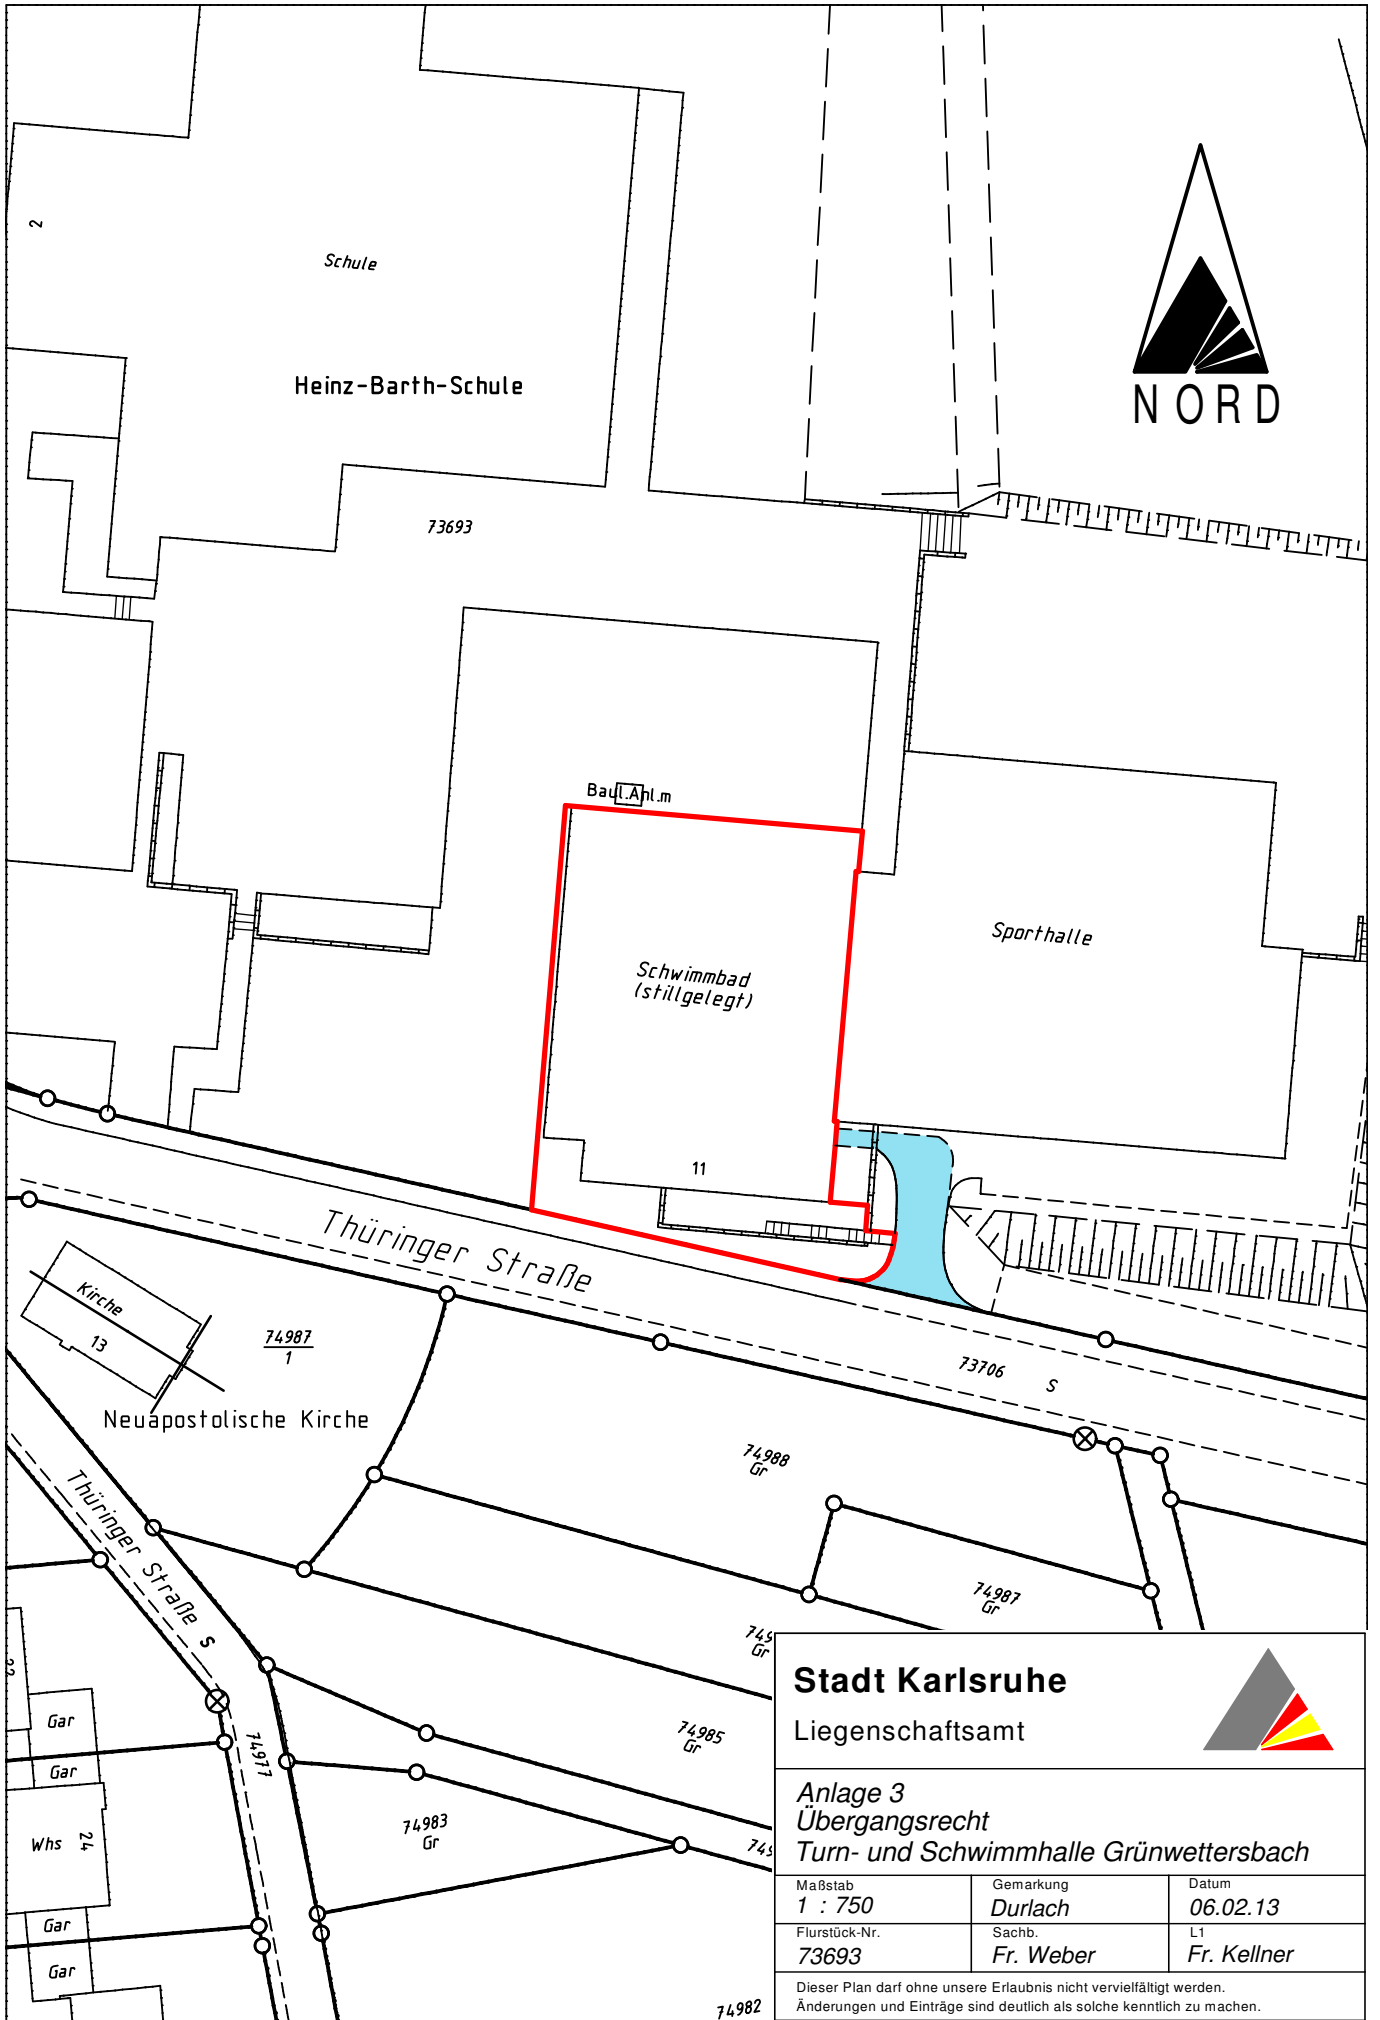 2
Schule
Heinz-Barth-Schule
NORD
73693
Baul.Anl.m
Sporthalle
Schwimmbad
(stillgelegt)
11
Thüringer Straße
Kirche
13
74987
1
Neuapostolische Kirche
73706 S
74988
Gr
Thüringer Straße S
74987
Gr
Gr
74985
Gr
74977
Gar
Gar
Whs 24
Gar
Gar
74983
Gr
74982
Stadt Karlsruhe
Liegenschaftsamt
Anlage 3
Übergangsrecht
Turn- und Schwimmhalle Grünwettersbach
Maßstab
1 : 750
Gemarkung
Durlach
Datum
06.02.13
Flurstück-Nr.
73693
Sachb.
Fr. Weber
L1
Fr. Kellner
Dieser Plan darf ohne unsere Erlaubnis nicht vervielfältigt werden.
Änderungen und Einträge sind deutlich als solche kenntlich zu machen.